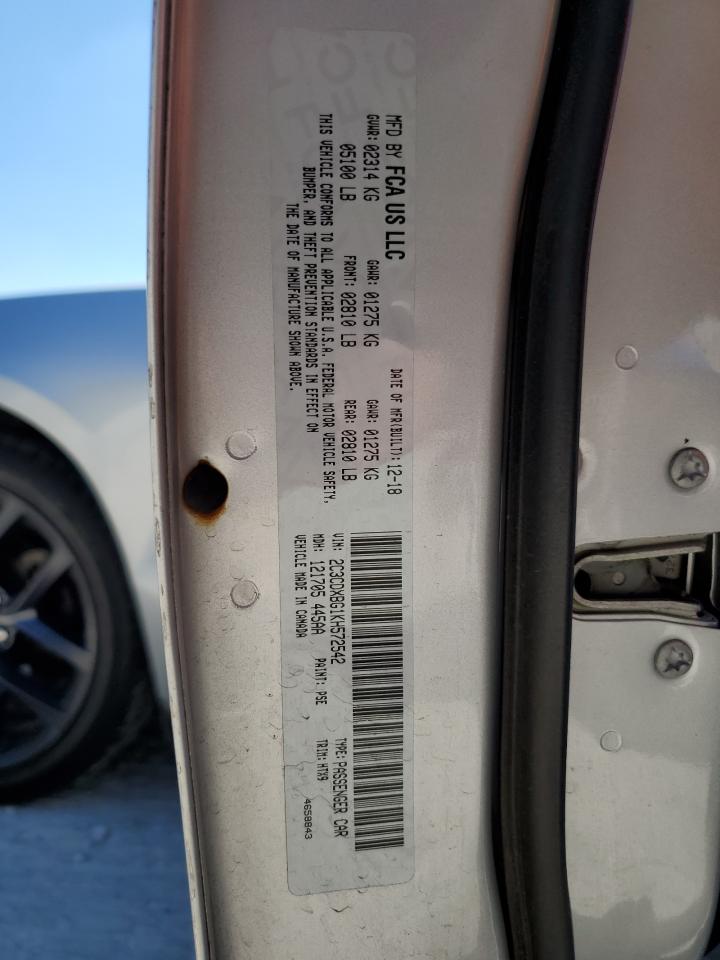 MFD BY FCA US LLC
DATE OF MFR(BUILT): 12-18
GVWR: 02314 KG GAWR: 01275 KG GAWR: 01275 KG
05100 LB FRONT: 02810 LB REAR: 02810 LB
THIS VEHICLE CONFORMS TO ALL APPLICABLE U.S.A. FEDERAL MOTOR VEHICLE SAFETY,
BUMPER, AND THEFT PREVENTION STANDARDS IN EFFECT ON
THE DATE OF MANUFACTURE SHOWN ABOVE.
VIN: 2C3CDXBG1KH572542 TYPE: PASSENGER CAR
MDH: 121705 445AA PAINT: PSE TRIM: HTX9
VEHICLE MADE IN CANADA 4658843